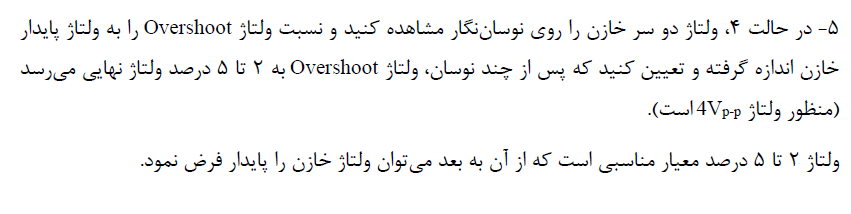 ۵- در حالت ۴، ولتاژ دو سر خازن را روی نوسان‌نگار مشاهده کنید و نسبت ولتاژ Overshoot را به ولتاژ پایدار
خازن اندازه گرفته و تعیین کنید که پس از چند نوسان، ولتاژ Overshoot به ۲ تا ۵ درصد ولتاژ نهایی می‌رسد
(منظور ولتاژ 4Vp-p است).
ولتاژ ۲ تا ۵ درصد معیار مناسبی است که از آن به بعد می‌توان ولتاژ خازن را پایدار فرض نمود.